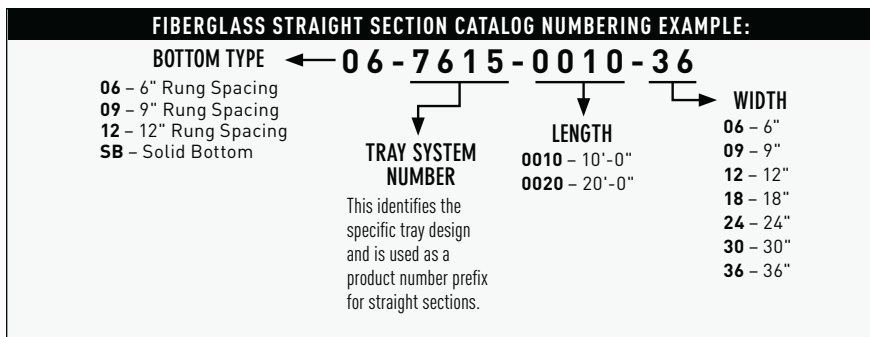 FIBERGLASS STRAIGHT SECTION CATALOG NUMBERING EXAMPLE:
06-7615-0010-36
BOTTOM TYPE
06 – 6" Rung Spacing
09 – 9" Rung Spacing
12 – 12" Rung Spacing
SB – Solid Bottom
TRAY SYSTEM
NUMBER
This identifies the
specific tray design
and is used as a
product number prefix
for straight sections.
LENGTH
0010 – 10'-0"
0020 – 20'-0"
WIDTH
06 – 6"
09 – 9"
12 – 12"
18 – 18"
24 – 24"
30 – 30"
36 – 36"